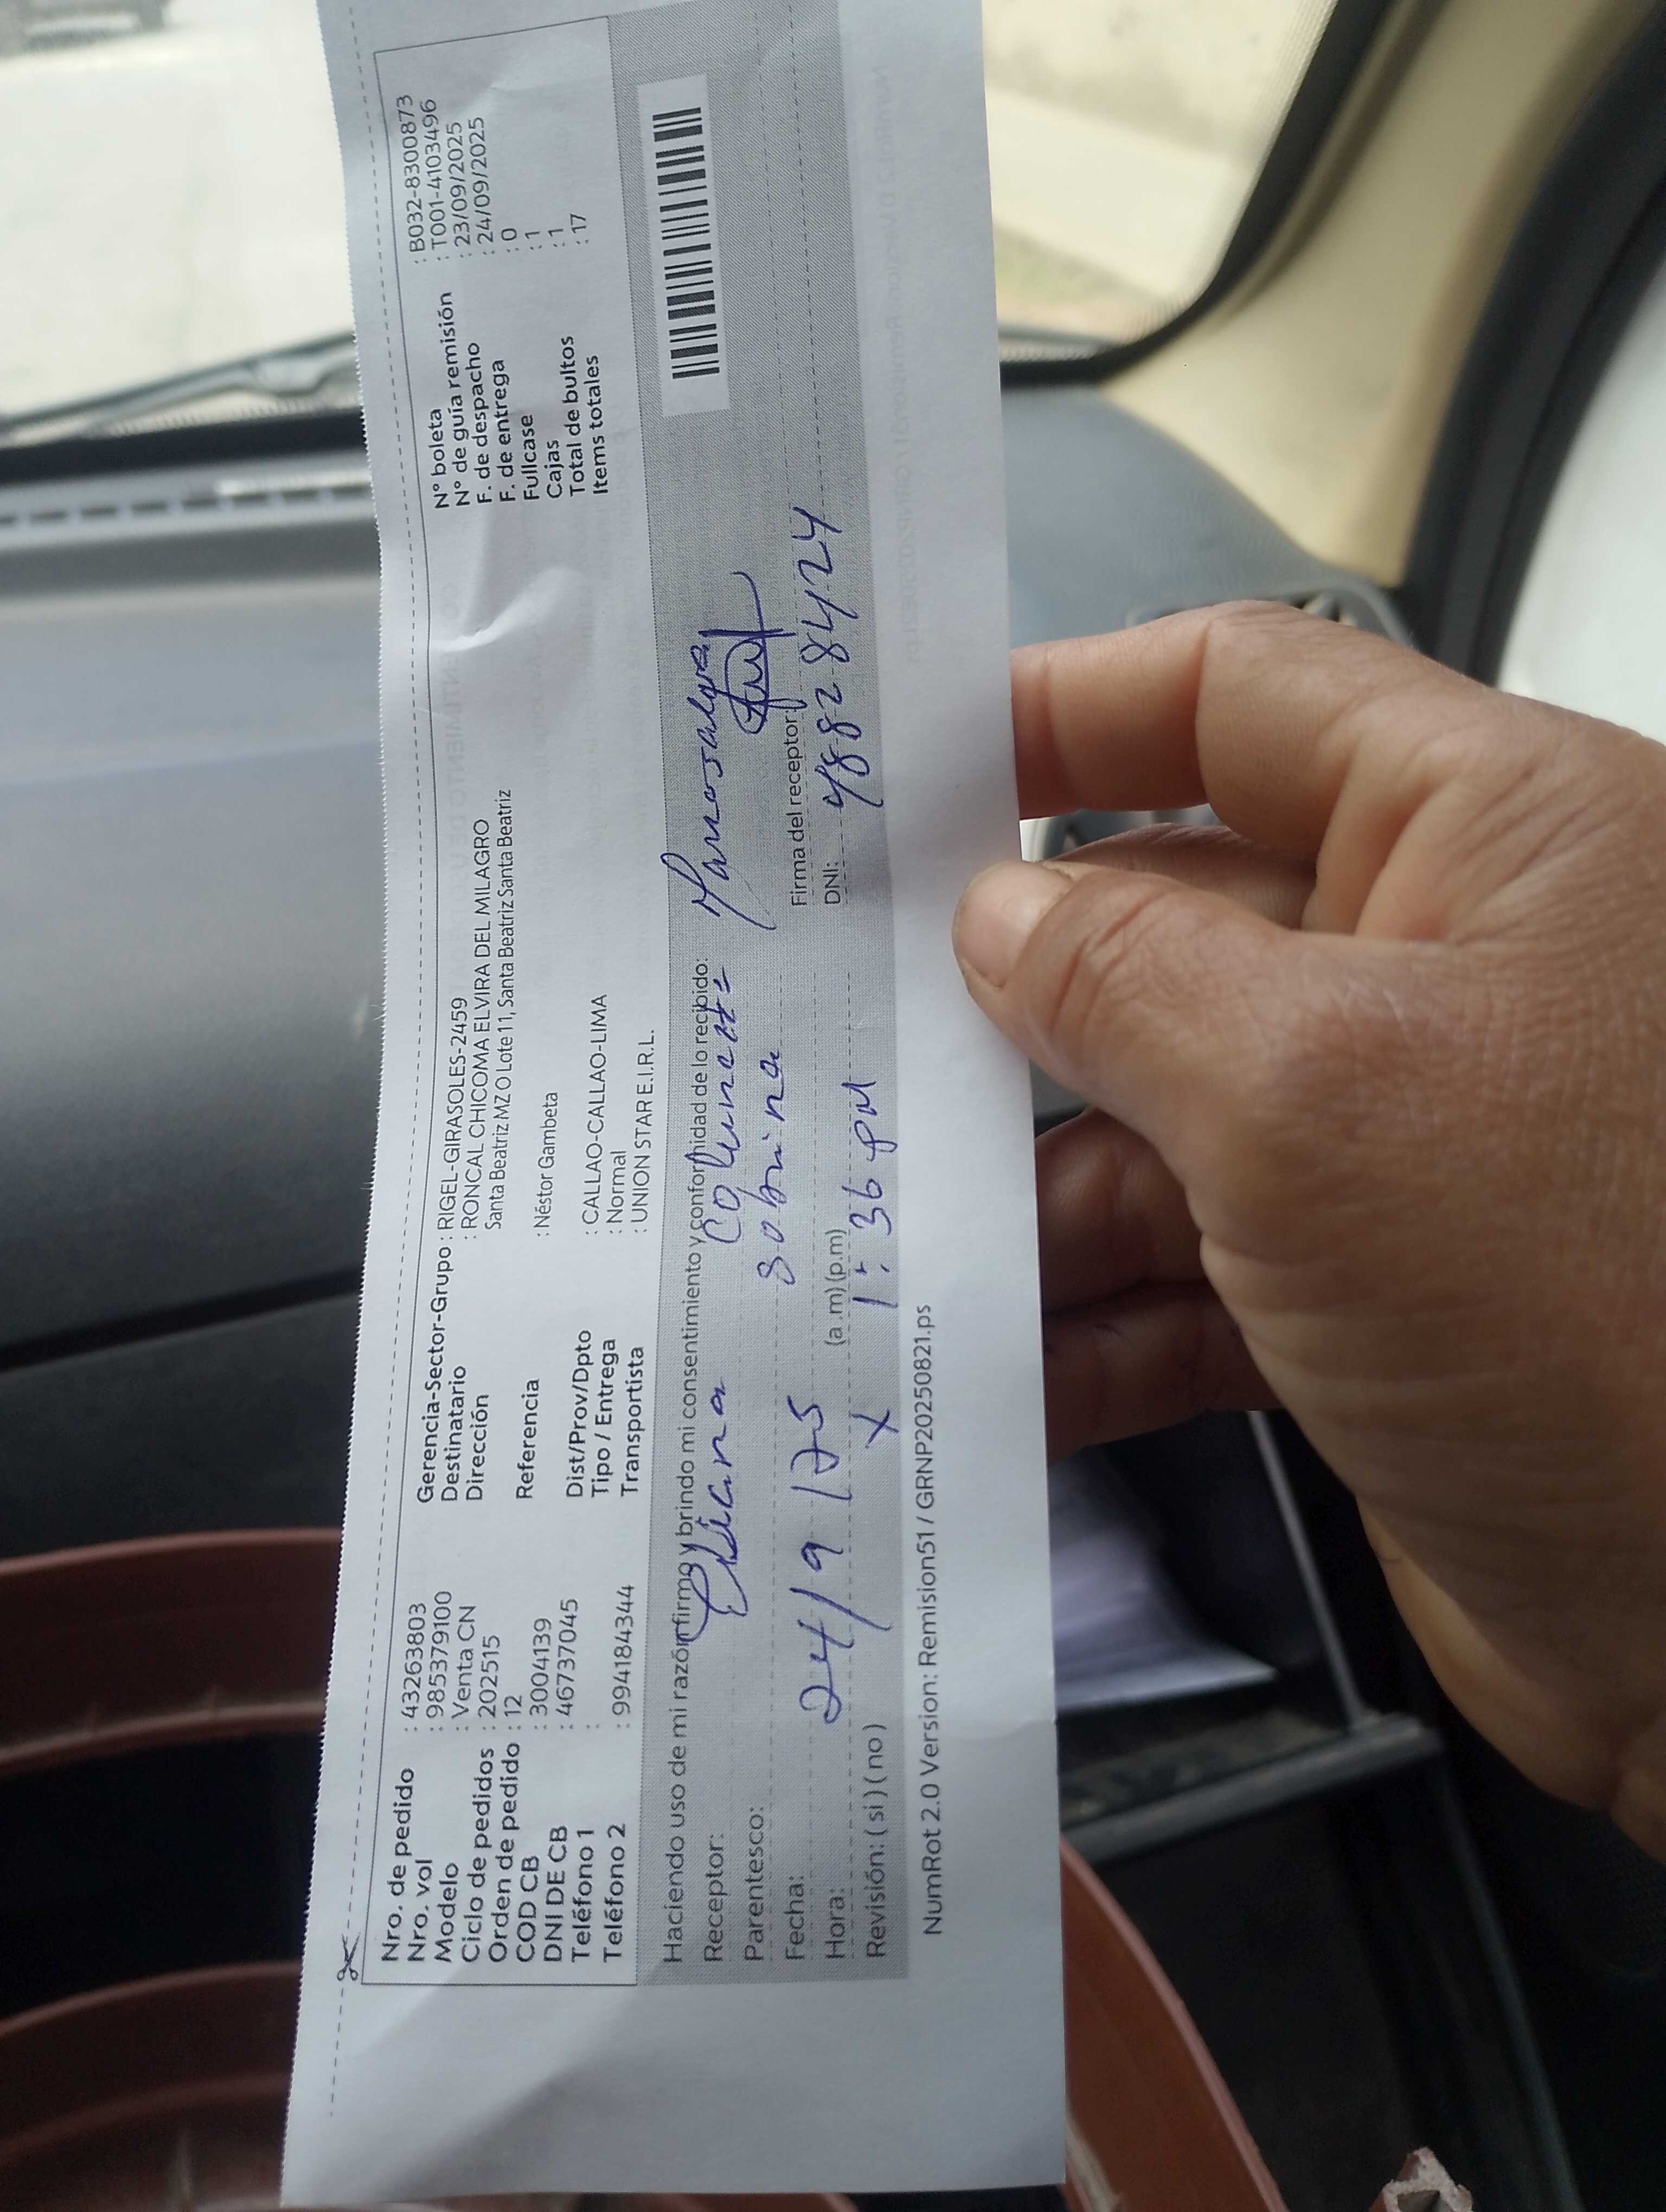 Nro. de pedido : 43263803
Nro. vol : 985379100
Modelo : Venta CN
Ciclo de pedidos : 202515
Orden de pedido : 12
COD CB : 3004139
DNI DE CB : 46737045
Teléfono 1 :
Teléfono 2 : 994184344
Gerencia-Sector-Grupo : RIGEL-GIRASOLES-2459
Destinatario : RONCAL CHICOMA ELVIRA DEL MILAGRO
Dirección Santa Beatriz MZ O Lote 11, Santa Beatriz Santa Beatriz
Referencia : Néstor Gambeta
Dist/Prov/Dpto : CALLAO-CALLAO-LIMA
Tipo / Entrega : Normal
Transportista : UNION STAR E.I.R.L.
N° boleta : B032-8300873
N° de guía remisión : T001-4103496
F. de despacho : 23/09/2025
F. de entrega : 24/09/2025
Fullcase : 0
Cajas : 1
Total de bultos : 1
Items totales : 17
Haciendo uso de mi razón firmo y brindo mi consentimiento y conformidad de lo recibido:
Receptor:
Parentesco: sobrina
Fecha: 24/9/25
Firma del receptor:
Hora: (a.m) (p.m) 1:36 pm
DNI: 48828424
Revisión: ( si ) ( no ) X
NumRot 2.0 Version: Remision51 / GRNP20250821.ps